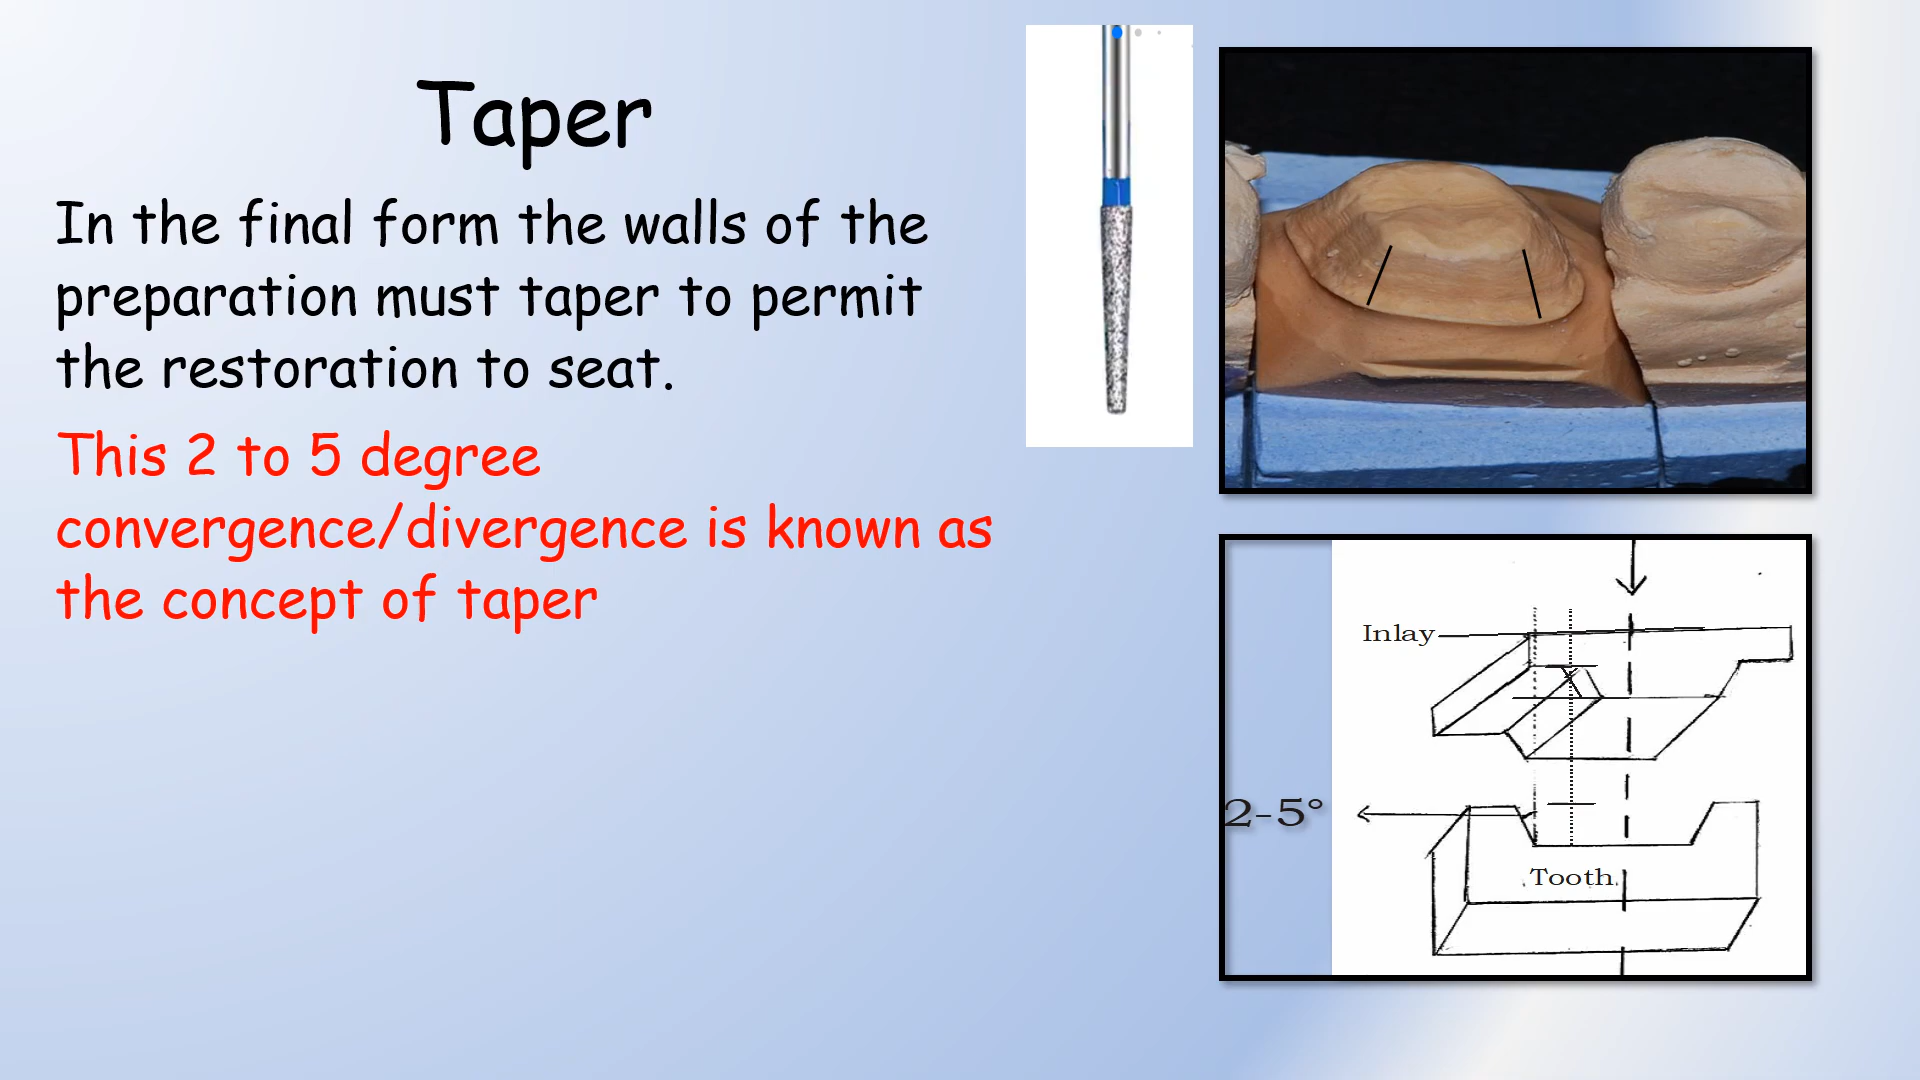 Taper
In the final form the walls of the
preparation must taper to permit
the restoration to seat.
This 2 to 5 degree
convergence/divergence is known as
the concept of taper
Inlay
2-5°
Tooth